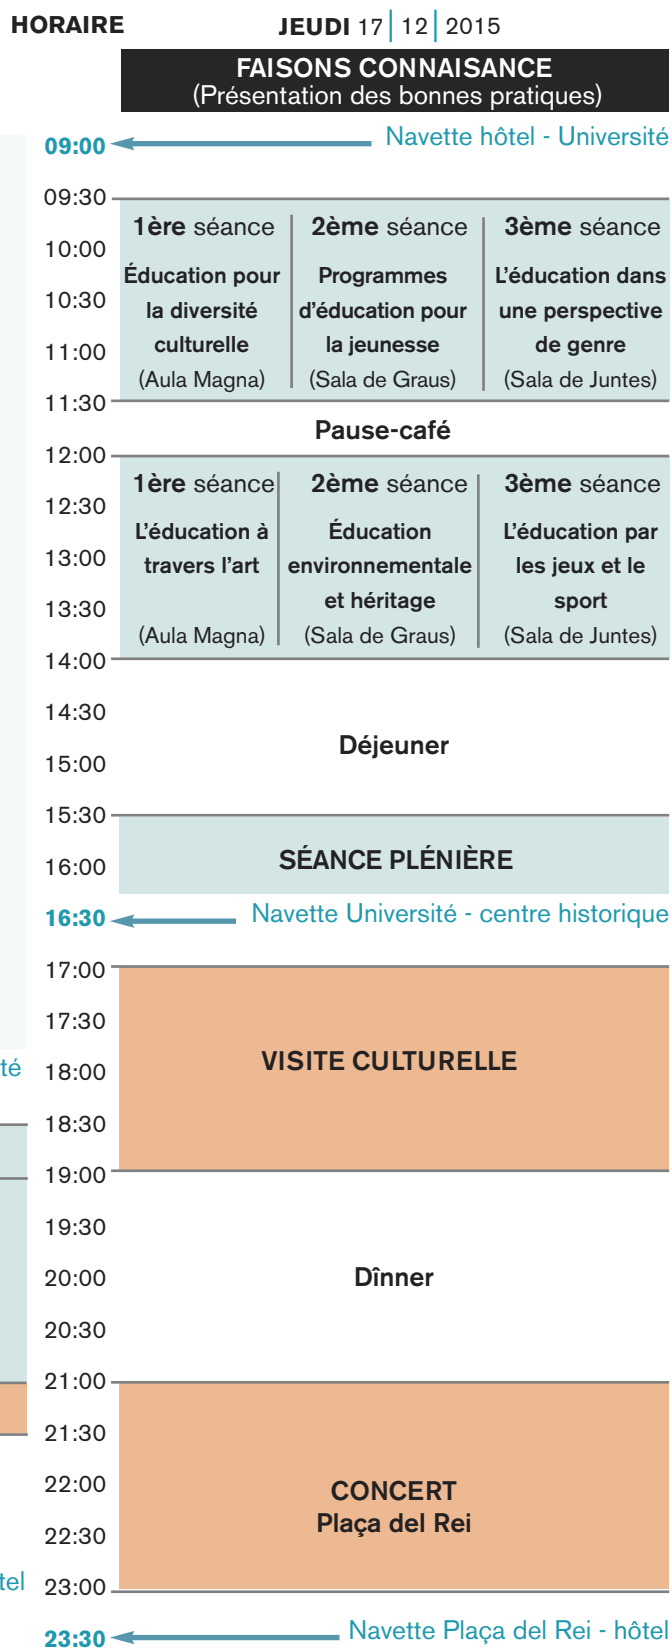 HORAIRE
JEUDI 17 | 12 | 2015
FAISONS CONNAISANCE
(Présentation des bonnes pratiques)
09:00
Navette hôtel - Université
09:30
10:00
10:30
11:00
11:30
1ère séance
Éducation pour
la diversité
culturelle
(Aula Magna)
2ème séance
Programmes
d'éducation pour
la jeunesse
(Sala de Graus)
3ème séance
L'éducation dans
une perspective
de genre
(Sala de Juntes)
Pause-café
12:00
12:30
13:00
13:30
14:00
1ère séance
L'éducation à
travers l'art
(Aula Magna)
2ème séance
Éducation
environnementale
et héritage
(Sala de Graus)
3ème séance
L'éducation par
les jeux et le
sport
(Sala de Juntes)
14:30
Déjeuner
15:00
15:30
SÉANCE PLÉNIÈRE
16:00
16:30
Navette Université - centre historique
17:00
17:30
VISITE CULTURELLE
té
18:00
18:30
19:00
19:30
20:00
Dînner
20:30
21:00
21:30
22:00
CONCERT
Plaça del Rei
22:30
tel
23:00
23:30
Navette Plaça del Rei - hôtel